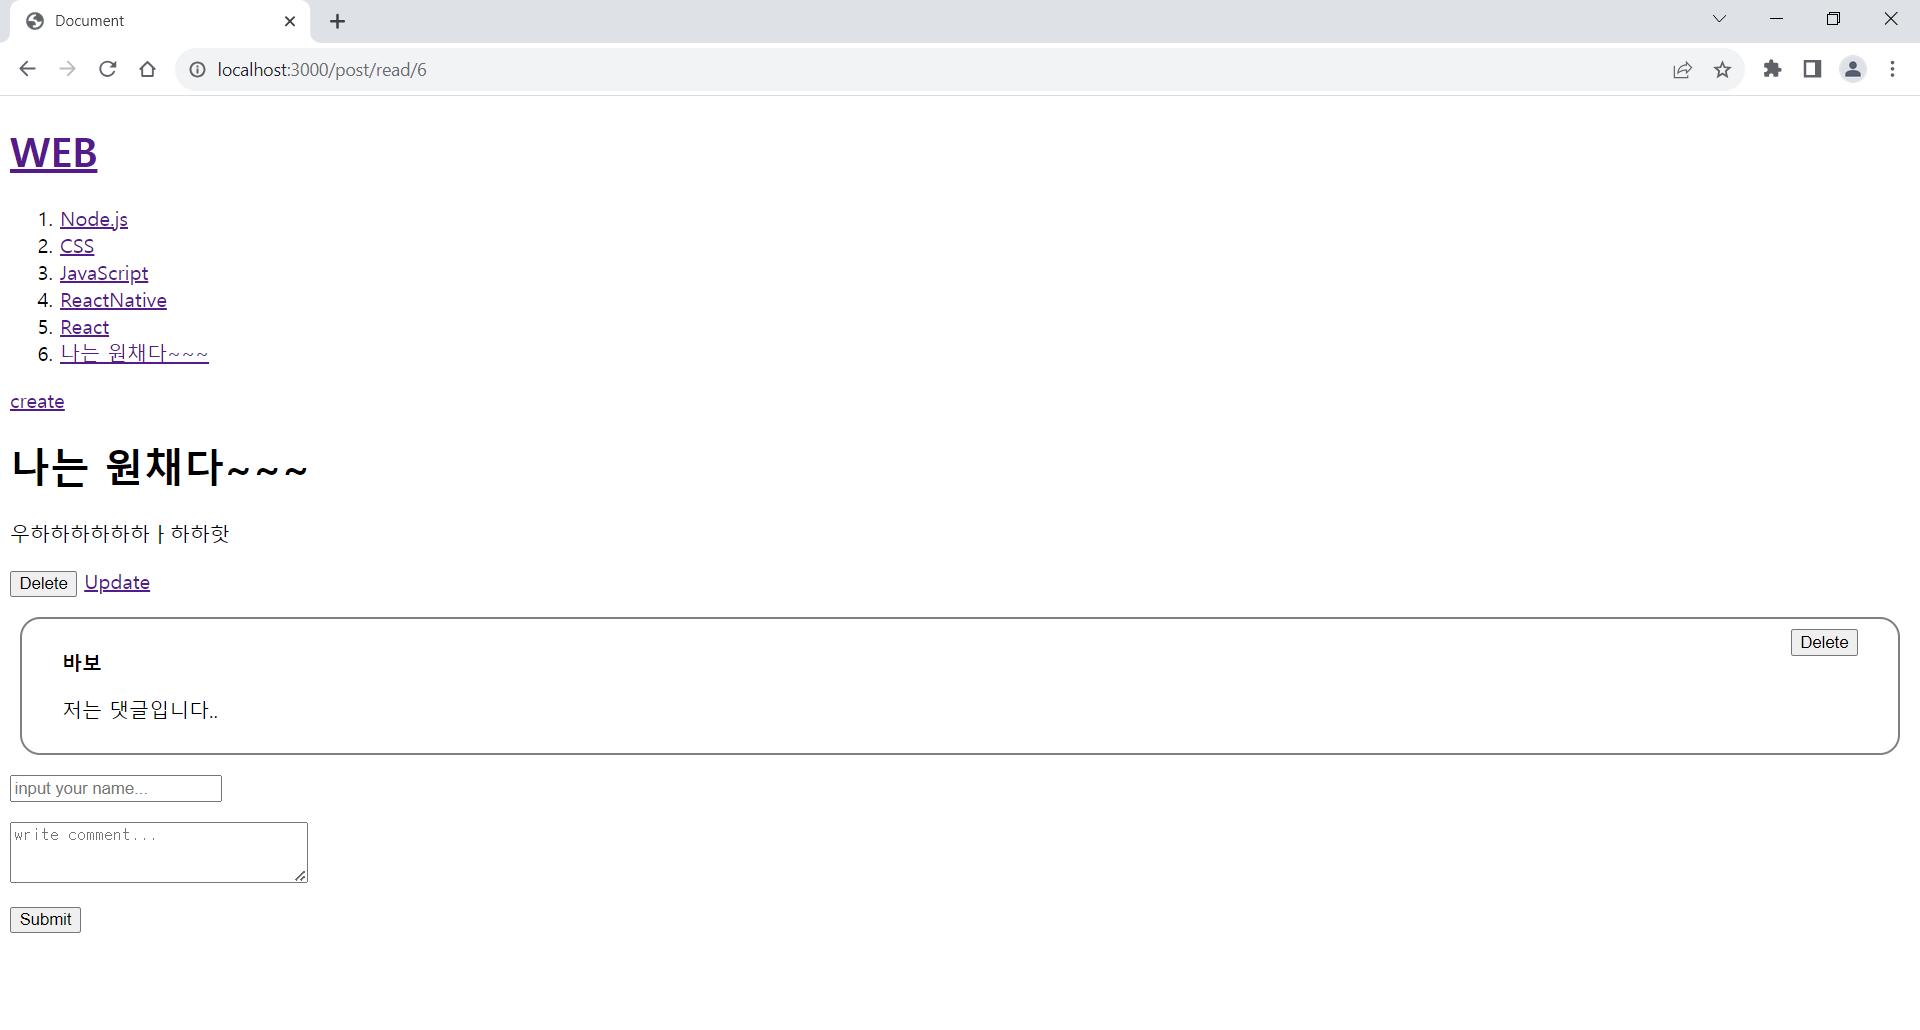 Document
localhost:3000/post/read/6
WEB
1. Node.js
2. CSS
3. JavaScript
4. ReactNative
5. React
6. 나는 원채다~~~
create
나는 원채다~~~
우하하하하하하ㅏ하하핫
Delete Update
Delete
바보
저는 댓글입니다..
input your name...
write comment...
Submit